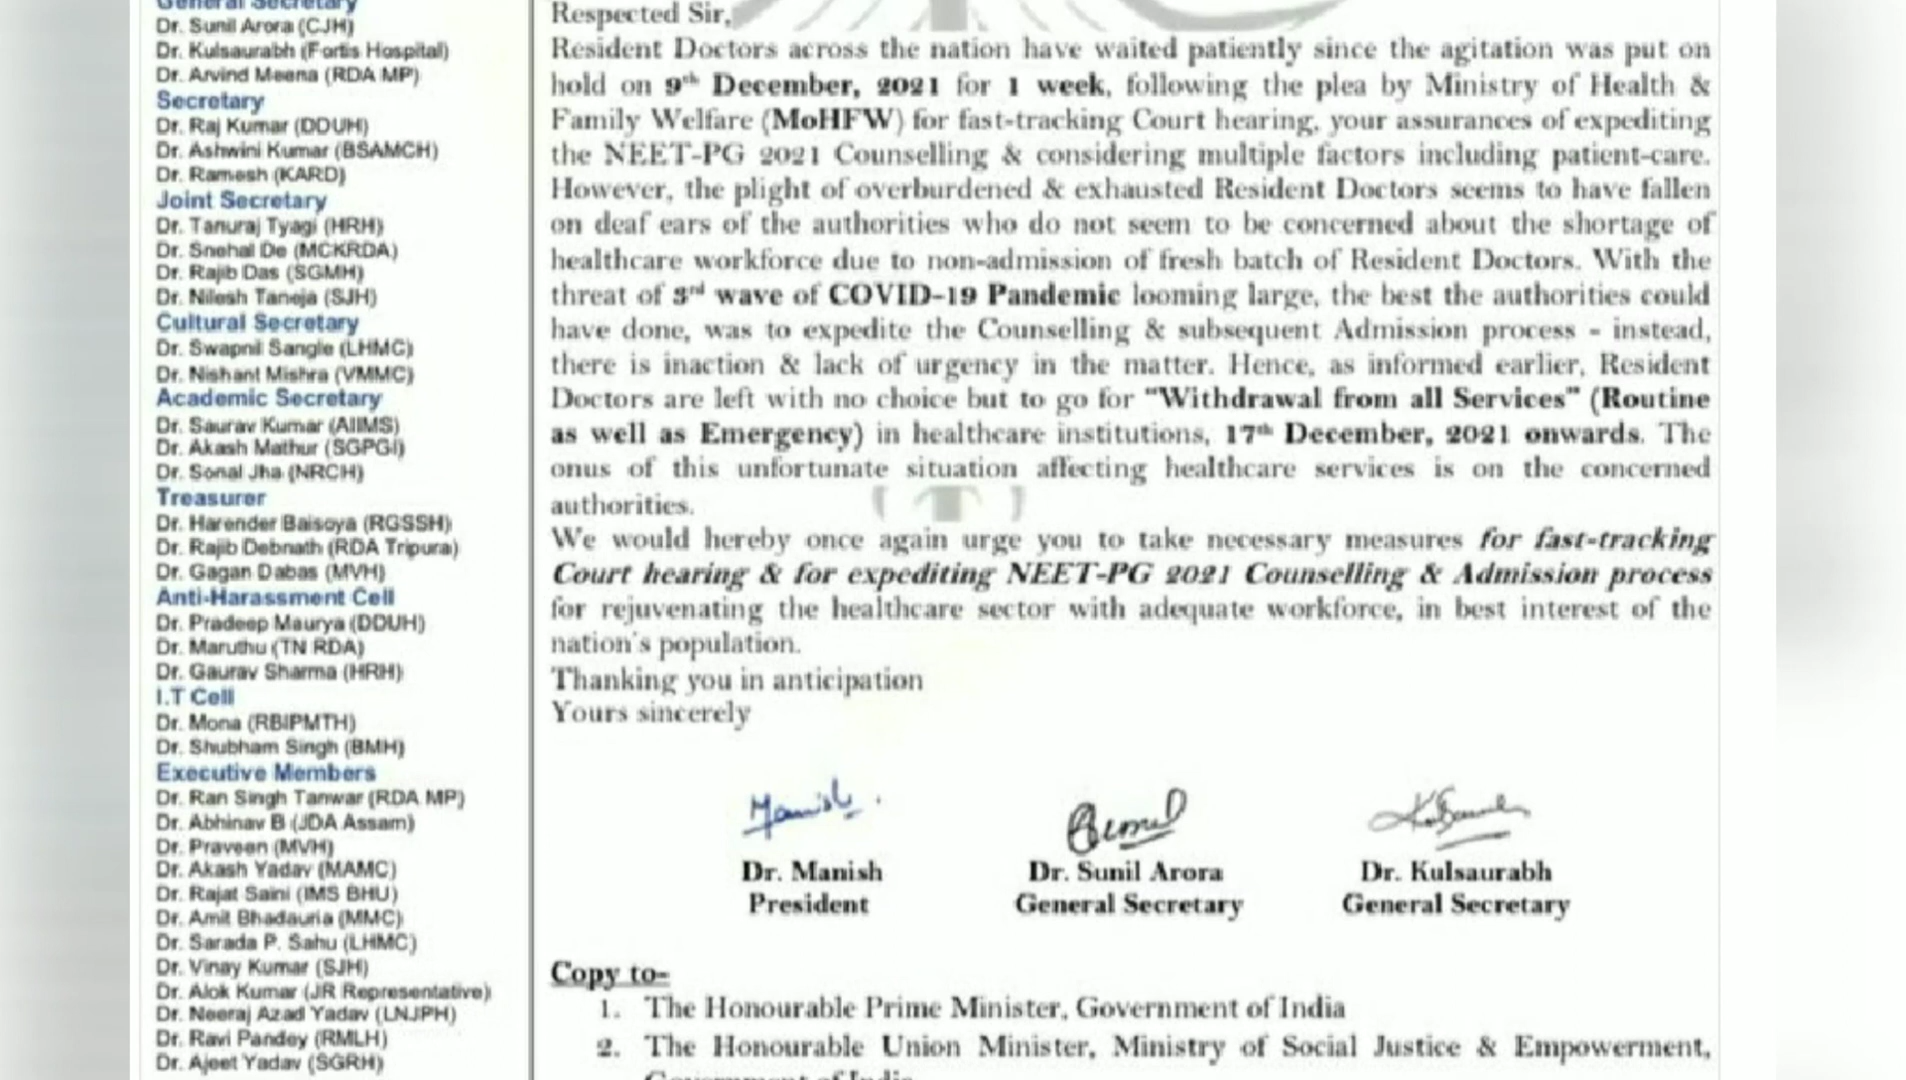 General Secretary
Dr. Sunil Arora (CJH)
Dr. Kulsaurabh (Fortis Hospital)
Dr. Arvind Meena (RDA MP)
Secretary
Dr. Raj Kumar (DDUH)
Dr. Ashwini Kumar (BSAMCH)
Dr. Ramesh (KARD)
Joint Secretary
Dr. Tanuraj Tyagi (HRH)
Dr. Snehal De (MCKRDA)
Dr. Rajib Das (SGMH)
Dr. Nilesh Taneja (SJH)
Cultural Secretary
Dr. Swapnil Sangle (LHMC)
Dr. Nishant Mishra (VMMC)
Academic Secretary
Dr. Saurav Kumar (AIIMS)
Dr. Akash Mathur (SGPGI)
Dr. Sonal Jha (NRCH)
Treasurer
Dr. Harender Baisoya (RGSSH)
Dr. Rajib Debnath (RDA Tripura)
Dr. Gagan Dabas (MVH)
Anti-Harassment Cell
Dr. Pradeep Maurya (DDUH)
Dr. Maruthu (TN RDA)
Dr. Gaurav Sharma (HRH)
I.T Cell
Dr. Mona (RBIPMTH)
Dr. Shubham Singh (BMH)
Executive Members
Dr. Ran Singh Tanwar (RDA MP)
Dr. Abhinav B (JDA Assam)
Dr. Praveen (MVH)
Dr. Akash Yadav (MAMC)
Dr. Rajat Saini (IMS BHU)
Dr. Amit Bhadauria (MMC)
Dr. Sarada P. Sahu (LHMC)
Dr. Vinay Kumar (SJH)
Dr. Alok Kumar (JR Representative)
Dr. Neeraj Azad Yadav (LNJPH)
Dr. Ravi Pandey (RMLH)
Dr. Ajeet Yadav (SGRH)
Respected Sir,
Resident Doctors across the nation have waited patiently since the agitation was put on
hold on 9th December, 2021 for 1 week, following the plea by Ministry of Health &
Family Welfare (MoHFW) for fast-tracking Court hearing, your assurances of expediting
the NEET-PG 2021 Counselling & considering multiple factors including patient-care.
However, the plight of overburdened & exhausted Resident Doctors seems to have fallen
on deaf ears of the authorities who do not seem to be concerned about the shortage of
healthcare workforce due to non-admission of fresh batch of Resident Doctors. With the
threat of 3rd wave of COVID-19 Pandemic looming large, the best the authorities could
have done, was to expedite the Counselling & subsequent Admission process - instead,
there is inaction & lack of urgency in the matter. Hence, as informed earlier, Resident
Doctors are left with no choice but to go for "Withdrawal from all Services" (Routine
as well as Emergency) in healthcare institutions, 17th December, 2021 onwards. The
onus of this unfortunate situation affecting healthcare services is on the concerned
authorities.
We would hereby once again urge you to take necessary measures for fast-tracking
Court hearing & for expediting NEET-PG 2021 Counselling & Admission process
for rejuvenating the healthcare sector with adequate workforce, in best interest of the
nation's population.
Thanking you in anticipation
Yours sincerely
Manish
Dr. Manish
President
Dr. Sunil Arora
General Secretary
Dr. Kulsaurabh
General Secretary
Copy to-
1. The Honourable Prime Minister, Government of India
2. The Honourable Union Minister, Ministry of Social Justice & Empowerment,
Government of India